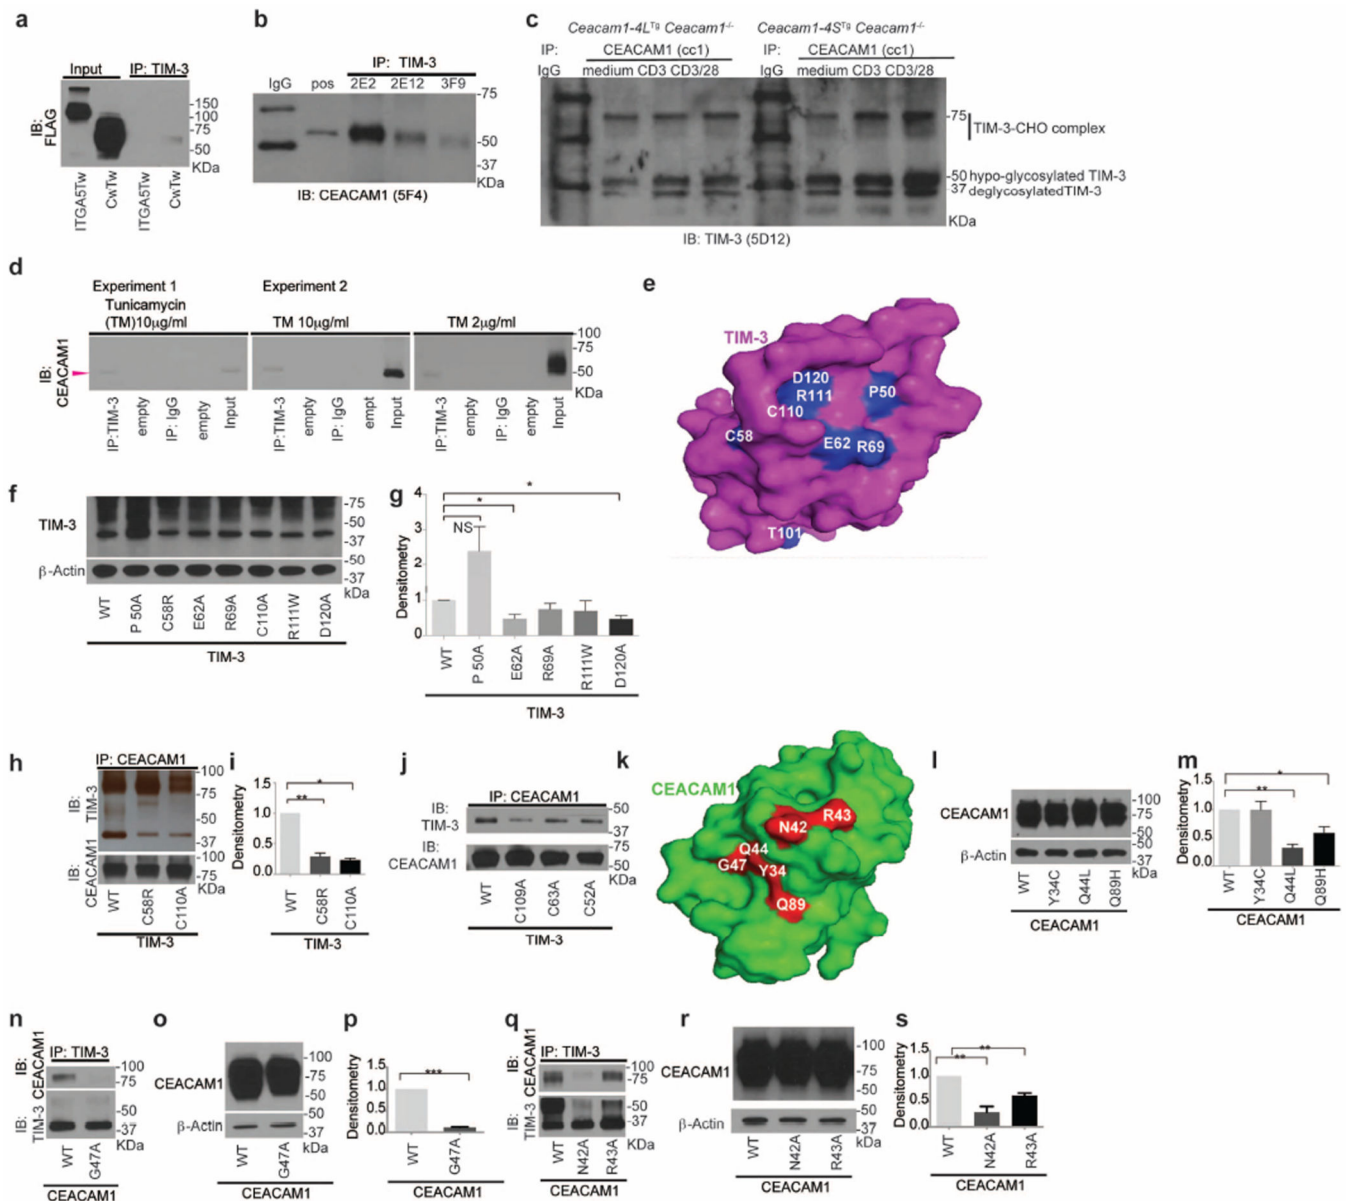 a
Input
IP: TIM-3
IB:
FLAG
-150
-100
-75
-50
KDa
ITGA5Tw
CwTw
ITGA5Tw
CwTw
b
IP: TIM-3
IgG pos 2E2 2E12 3F9
-75
-50
-37
KDa
IB: CEACAM1 (5F4)
c
Ceacam1-4L^Tg Ceacam1^-/-
Ceacam1-4S^Tg Ceacam1^-/-
IP: CEACAM1 (cc1) IP: CEACAM1 (cc1)
IgG medium CD3 CD3/28 IgG medium CD3 CD3/28
-75
TIM-3-CHO complex
-50 hypo-glycosylated TIM-3
37 deglycosylated TIM-3
KDa
IB: TIM-3 (5D12)
d
Experiment 1
Tunicamycin
(TM)10µg/ml
Experiment 2
TM 10µg/ml
TM 2µg/ml
IB:
CEACAM1
-100
-75
-50
KDa
IP:TIM-3
empty
IP: IgG
empty
Input
IP:TIM-3
empty
IP: IgG
empt
Input
IP:TIM-3
empty
IP: IgG
empty
Input
e
TIM-3
D120
R111
P50
C110
C58
E62
R69
T101
f
TIM-3
-75
-50
-37
β-Actin
-50
-37
kDa
WT
P 50A
C58R
E62A
R69A
C110A
R111W
D120A
TIM-3
g
Densitometry
4
3
2
1
0
NS
*
*
WT
P 50A
E62A
R69A
R111W
D120A
TIM-3
h
IP: CEACAM1
IB:
TIM-3
-100
-75
-50
-37
IB:
CEACAM1
-100
-75
-50
KDa
WT
C58R
C110A
TIM-3
i
Densitometry
1.5
1.0
0.5
0.0
*
**
WT
C58R
C110A
TIM-3
j
IP: CEACAM1
IB:
TIM-3
-50
-37
IB:
CEACAM1
-75
-50
KDa
WT
C109A
C63A
C52A
TIM-3
k
CEACAM1
R43
N42
Q44
G47
Y34
Q89
l
CEACAM1
-100
-75
-50
β-Actin
-50
-37
kDa
WT
Y34C
Q44L
Q89H
CEACAM1
m
Densitometry
1.5
1.0
0.5
0.0
*
**
WT
Y34C
Q44L
Q89H
CEACAM1
n
IP: TIM-3
IB:
CEACAM1
-100
-75
IB:
TIM-3
-50
-37
KDa
WT
G47A
CEACAM1
o
CEACAM1
-100
-75
-50
β-Actin
-50
-37
kDa
WT
G47A
CEACAM1
p
Densitometry
1.5
1.0
0.5
0.0
***
WT
G47A
CEACAM1
q
IP: TIM-3
IB:
CEACAM1
-100
-75
IB:
TIM-3
-50
-37
KDa
WT
N42A
R43A
CEACAM1
r
CEACAM1
-100
-75
-50
β-Actin
-50
-37
kDa
WT
N42A
R43A
CEACAM1
s
Densitometry
1.5
1.0
0.5
0.0
**
**
WT
N42A
R43A
CEACAM1